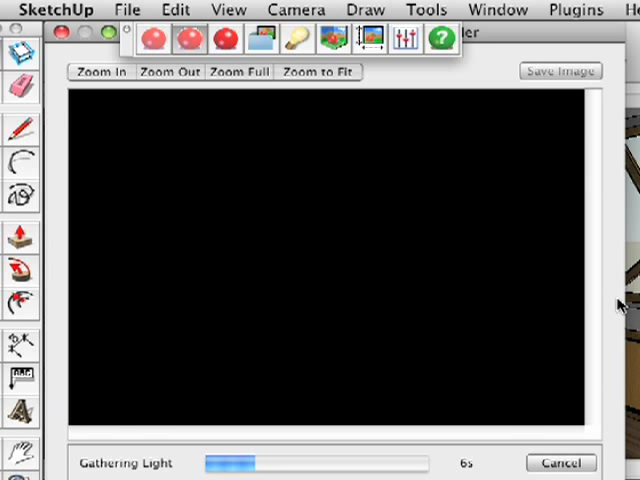 SketchUp File Edit View Camera Draw Tools Window Plugins
Zoom In Zoom Out Zoom Full Zoom to Fit Save Image
ABC
A
Gathering Light 6s Cancel